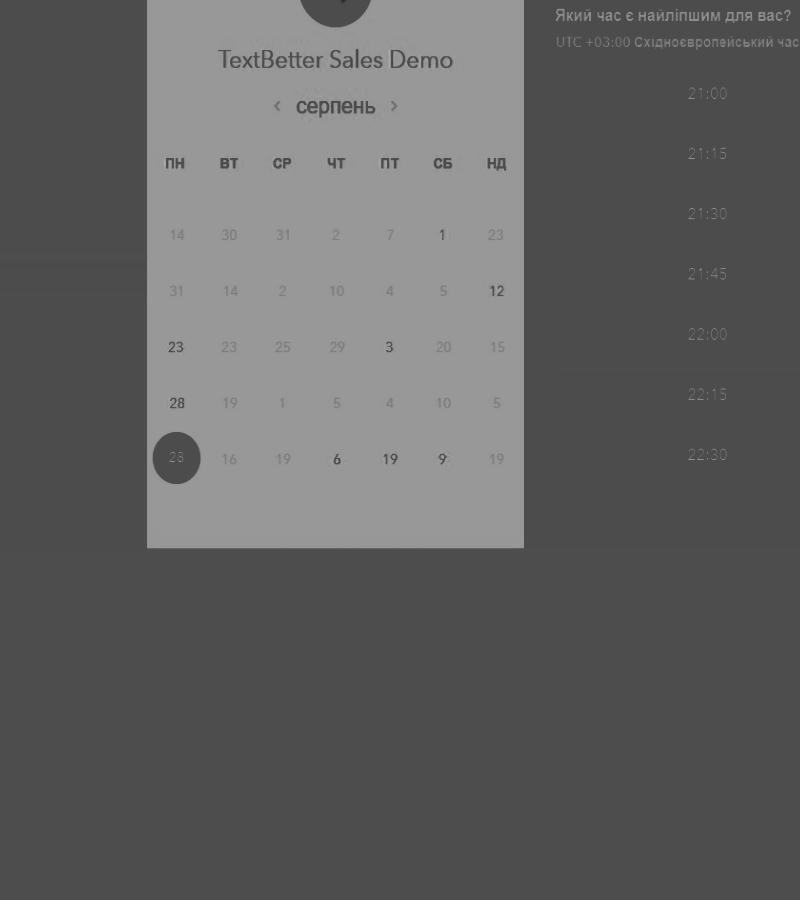 TextBetter Sales Demo
‹ серпень ›
ПН ВТ СР ЧТ ПТ СБ НД
14 30 31 2 7 1 23
31 14 2 10 4 5 12
23 23 25 29 3 20 15
28 19 1 5 4 10 5
16 19 6 19 9 19
Який час є найліпшим для вас?
UTC +03:00 Східноєвропейський час
21:00
21:15
21:30
21:45
22:00
22:15
22:30